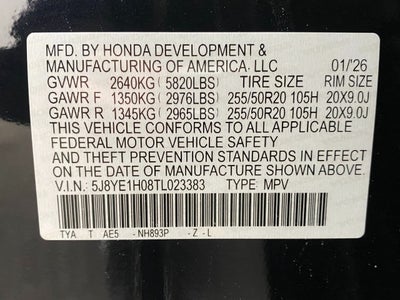 MFD. BY HONDA DEVELOPMENT &
MANUFACTURING OF AMERICA, LLC 01/'26
GVWR 2640KG (5820LBS) TIRE SIZE RIM SIZE
GAWR F 1350KG (2976LBS) 255/50R20 105H 20X9.0J
GAWR R 1345KG (2965LBS) 255/50R20 105H 20X9.0J
THIS VEHICLE CONFORMS TO ALL APPLICABLE
FEDERAL MOTOR VEHICLE SAFETY
STANDARDS IN EFFECT
ON THE DATE OF MANUFACTURE SHOWN ABOVE.
V.I.N: 5J8YE1H08TL023383 TYPE: MPV
TYA T AE5 -NH893P -Z-L